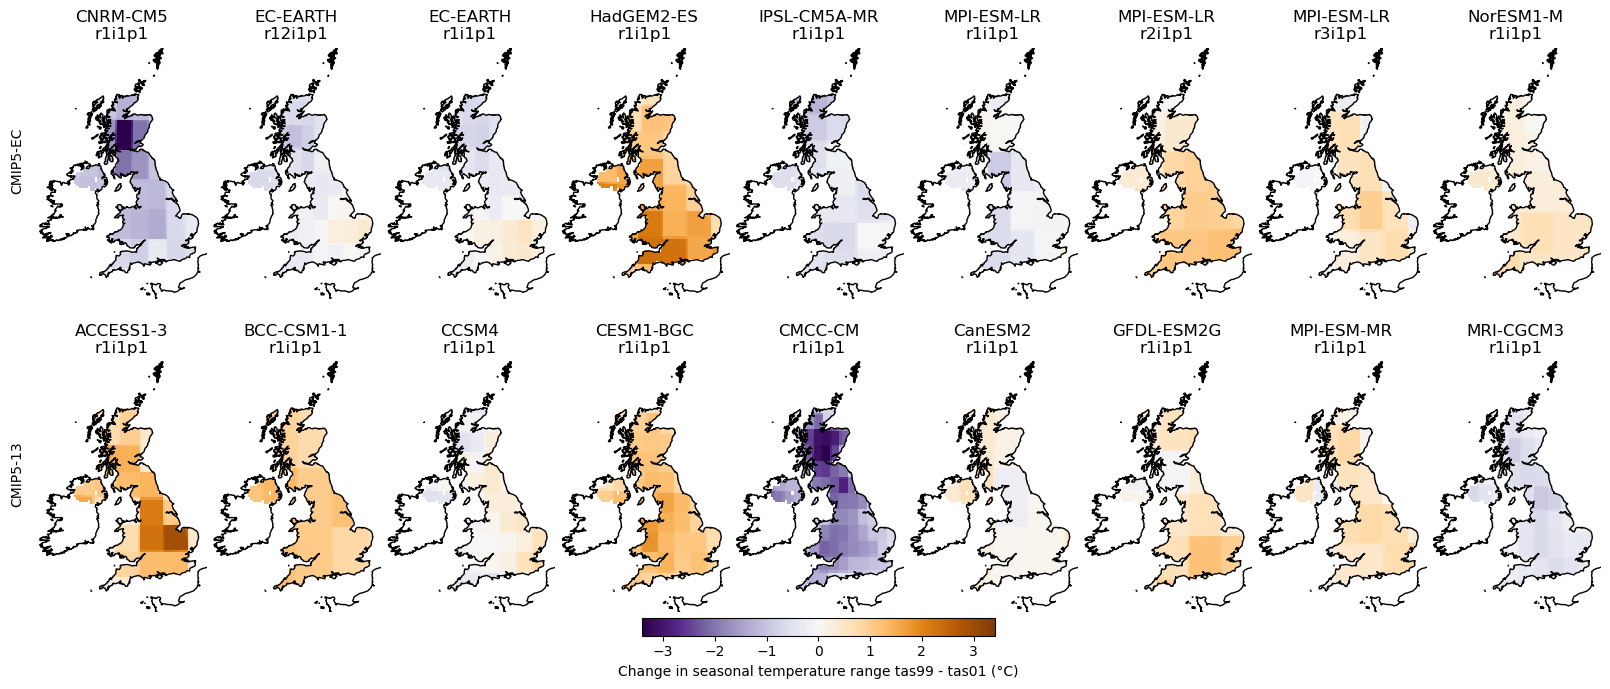 CNRM-CM5 EC-EARTH EC-EARTH HadGEM2-ES IPSL-CM5A-MR MPI-ESM-LR MPI-ESM-LR MPI-ESM-LR NorESM1-M
r1i1p1 r12i1p1 r1i1p1 r1i1p1 r1i1p1 r1i1p1 r2i1p1 r3i1p1 r1i1p1
CMIP5-EC
ACCESS1-3 BCC-CSM1-1 CCSM4 CESM1-BGC CMCC-CM CanESM2 GFDL-ESM2G MPI-ESM-MR MRI-CGCM3
r1i1p1 r1i1p1 r1i1p1 r1i1p1 r1i1p1 r1i1p1 r1i1p1 r1i1p1 r1i1p1
CMIP5-13
−3 −2 −1 0 1 2 3
Change in seasonal temperature range tas99 - tas01 (°C)